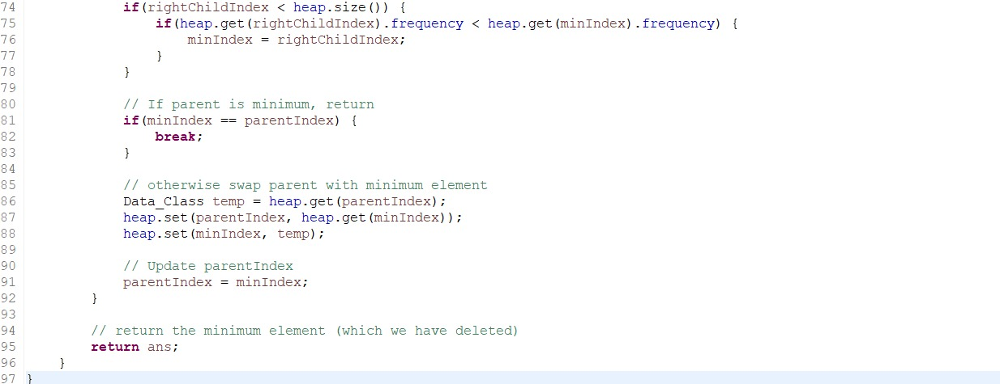 74 if(rightChildIndex < heap.size()) {
75 if(heap.get(rightChildIndex).frequency < heap.get(minIndex).frequency) {
76 minIndex = rightChildIndex;
77 }
78 }
79
80 // If parent is minimum, return
81 if(minIndex == parentIndex) {
82 break;
83 }
84
85 // otherwise swap parent with minimum element
86 Data_Class temp = heap.get(parentIndex);
87 heap.set(parentIndex, heap.get(minIndex));
88 heap.set(minIndex, temp);
89
90 // Update parentIndex
91 parentIndex = minIndex;
92 }
93
94 // return the minimum element (which we have deleted)
95 return ans;
96 }
97 }